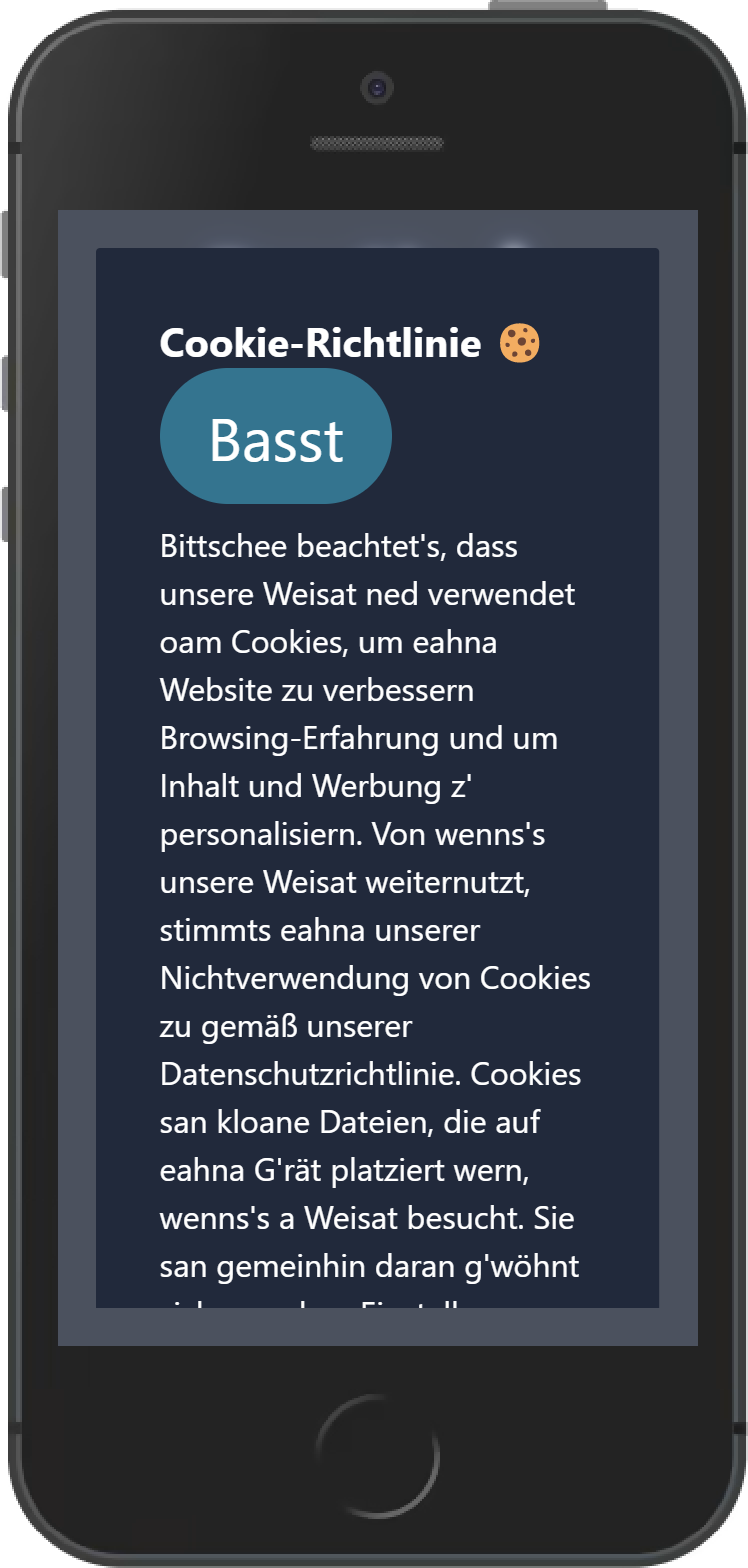 Cookie-Richtlinie 🍪
Basst
Bittschee beachtet's, dass
unsere Weisat ned verwendet
oam Cookies, um eahna
Website zu verbessern
Browsing-Erfahrung und um
Inhalt und Werbung z'
personalisiern. Von wenns's
unsere Weisat weiternutzt,
stimmts eahna unserer
Nichtverwendung von Cookies
zu gemäß unserer
Datenschutzrichtlinie. Cookies
san kloane Dateien, die auf
eahna G'rät platziert wern,
wenns's a Weisat besucht. Sie
san gemeinhin daran g'wöhnt